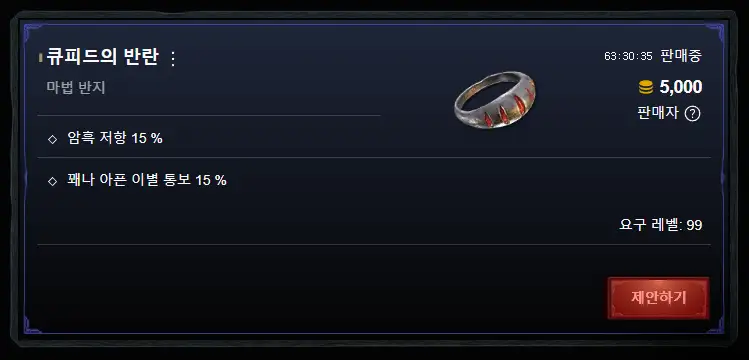 큐피드의 반란
63:30:35 판매중
마법 반지
5,000
판매자 ?
암흑 저항 15 %
꽤나 아픈 이별 통보 15 %
요구 레벨: 99
제안하기